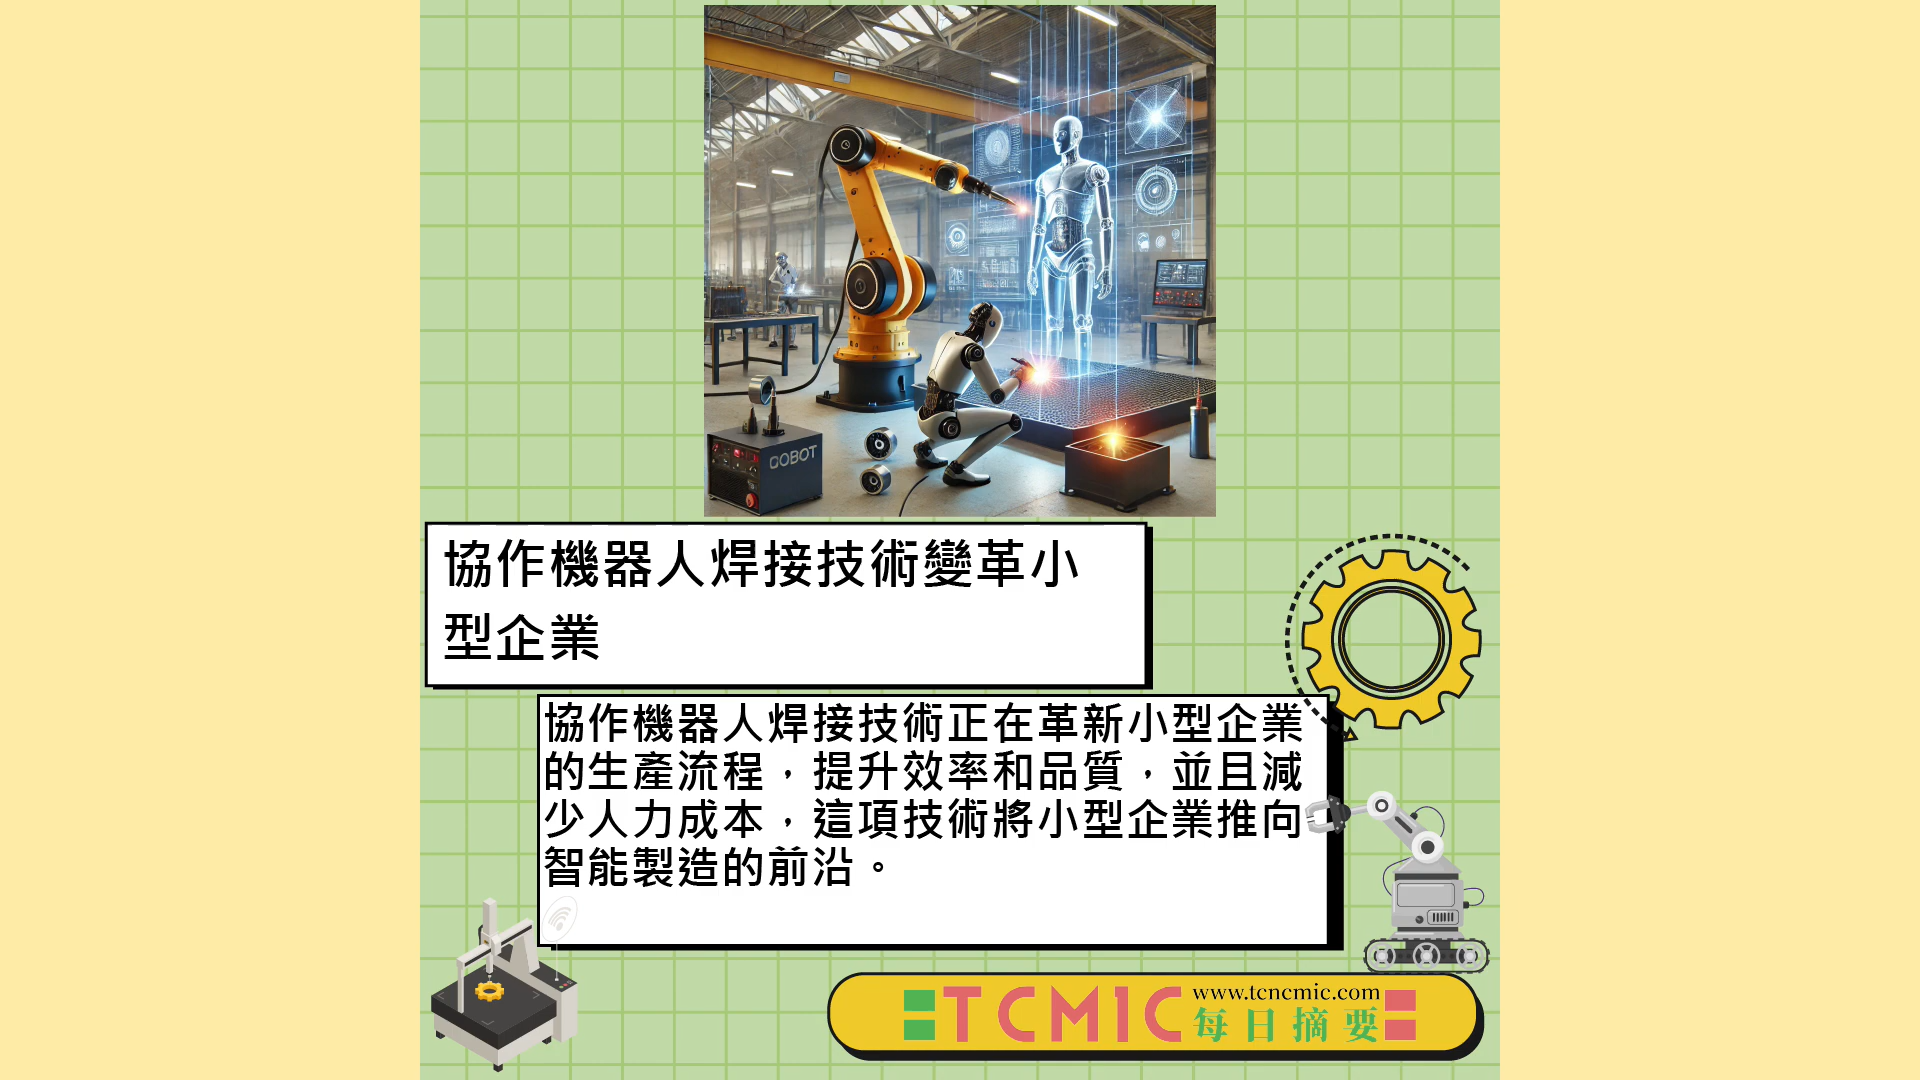 COBOT
協作機器人焊接技術變革小
型企業
協作機器人焊接技術正在革新小型企業
的生產流程，提升效率和品質，並且減
少人力成本，這項技術將小型企業推向
智能製造的前沿。
TCMIC
www.tcncmic.com
每日摘要